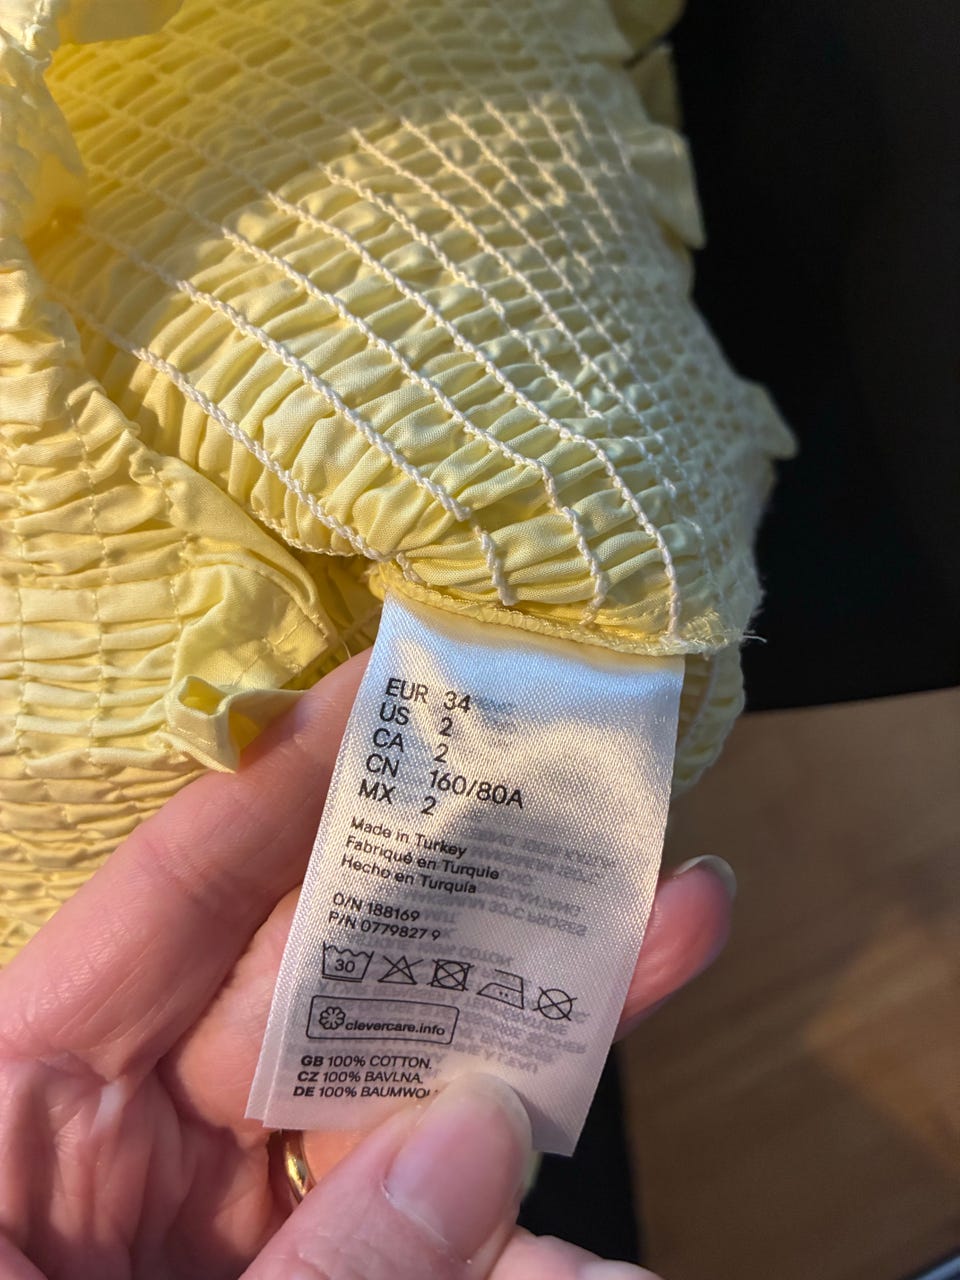 EUR 34
US 2
CA 2
CN 160/80A
MX 2
Made in Turkey
Fabriqué en Turquie
Hecho en Turquía
O/N 188169
P/N 0779827 9
30
clevercare.info
GB 100% COTTON.
CZ 100% BAVLNA.
DE 100%